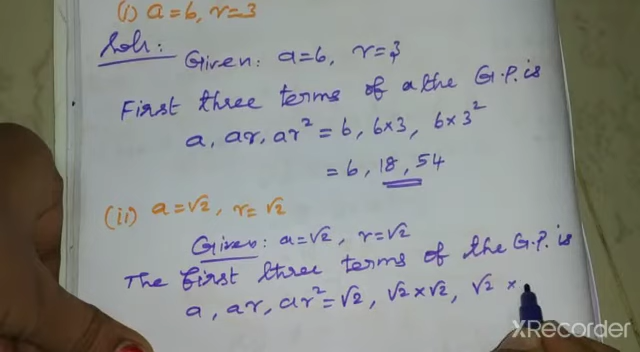 (i) a=6, r=3
Soln:
Given: a=6, r=3
First three terms of a the G.P. is
a, ar, ar² = 6, 6×3, 6×3²
= 6, 18, 54
(ii) a=√2, r=√2
Given: a=√2, r=√2
The first three terms of the G.P. is
a, ar, ar² = √2, √2×√2, √2 ×
XRecorder